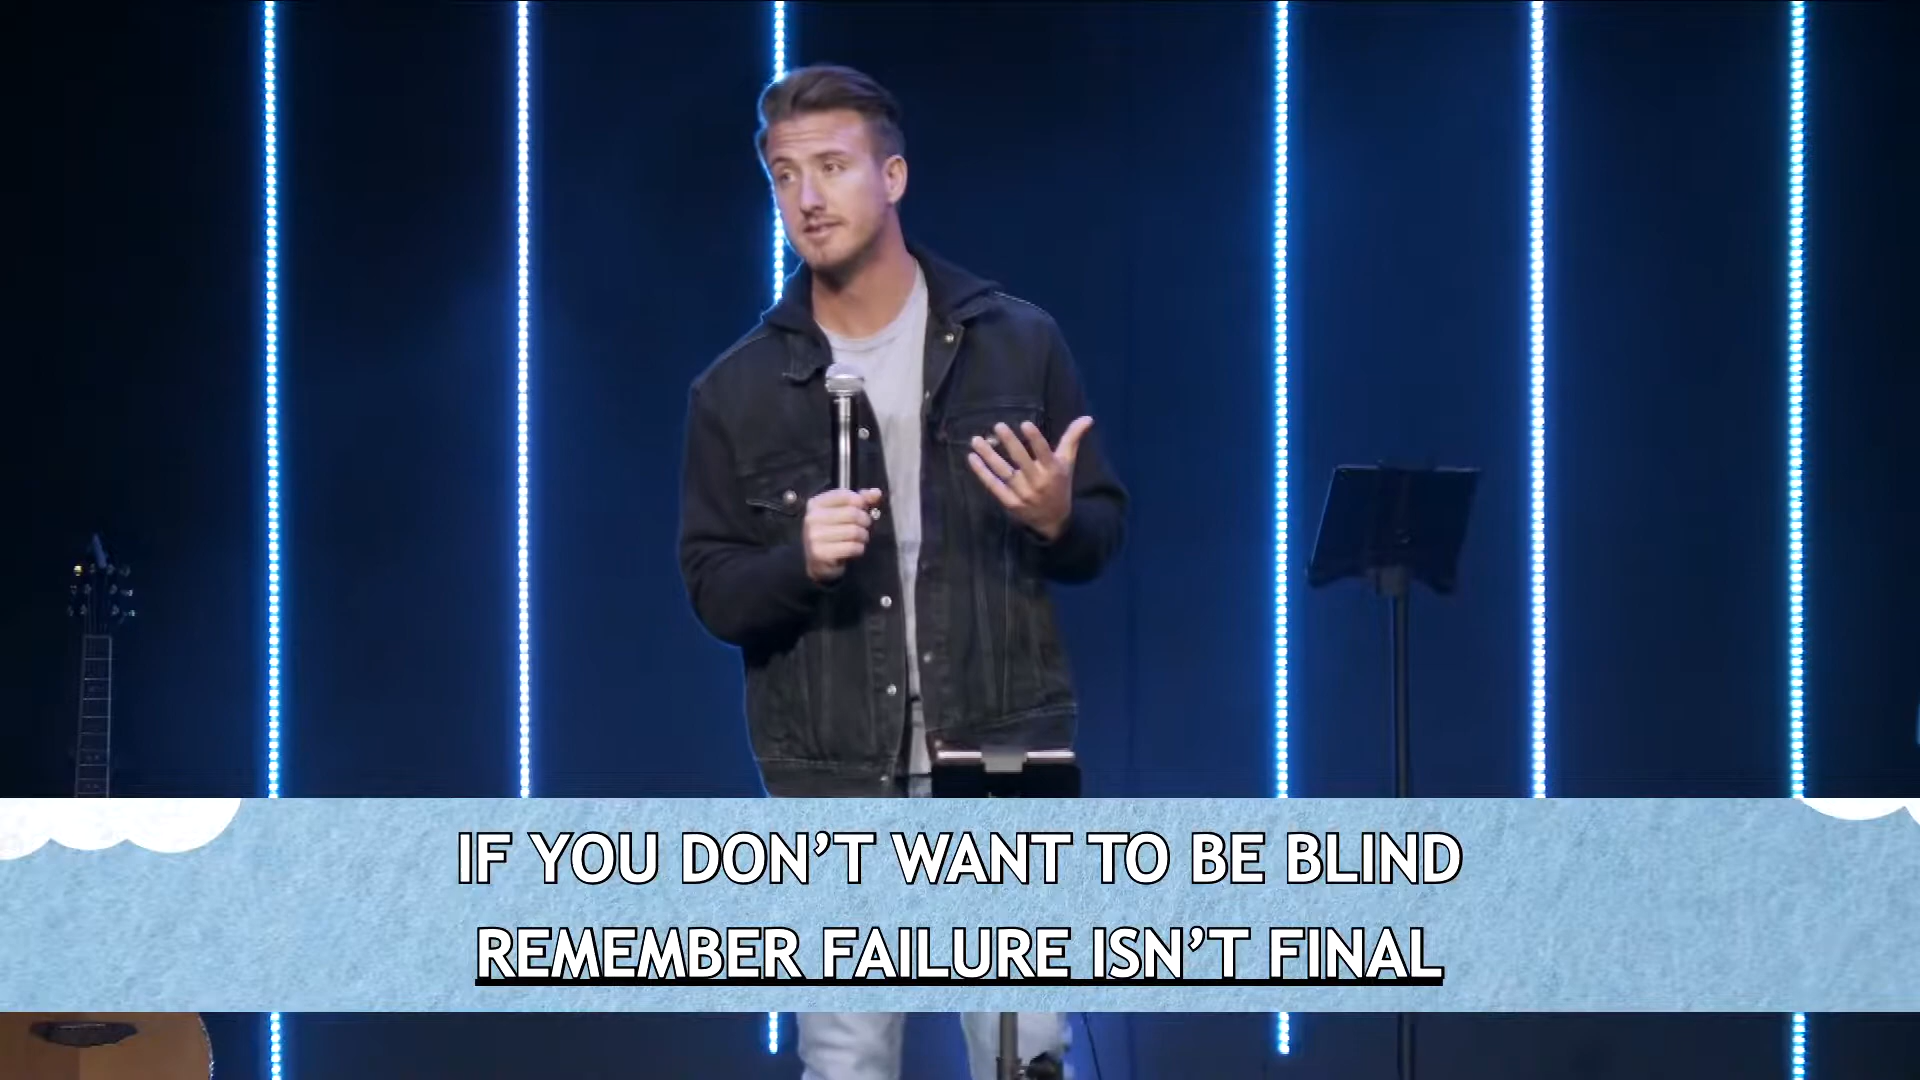 IF YOU DON’T WANT TO BE BLIND
REMEMBER FAILURE ISN’T FINAL